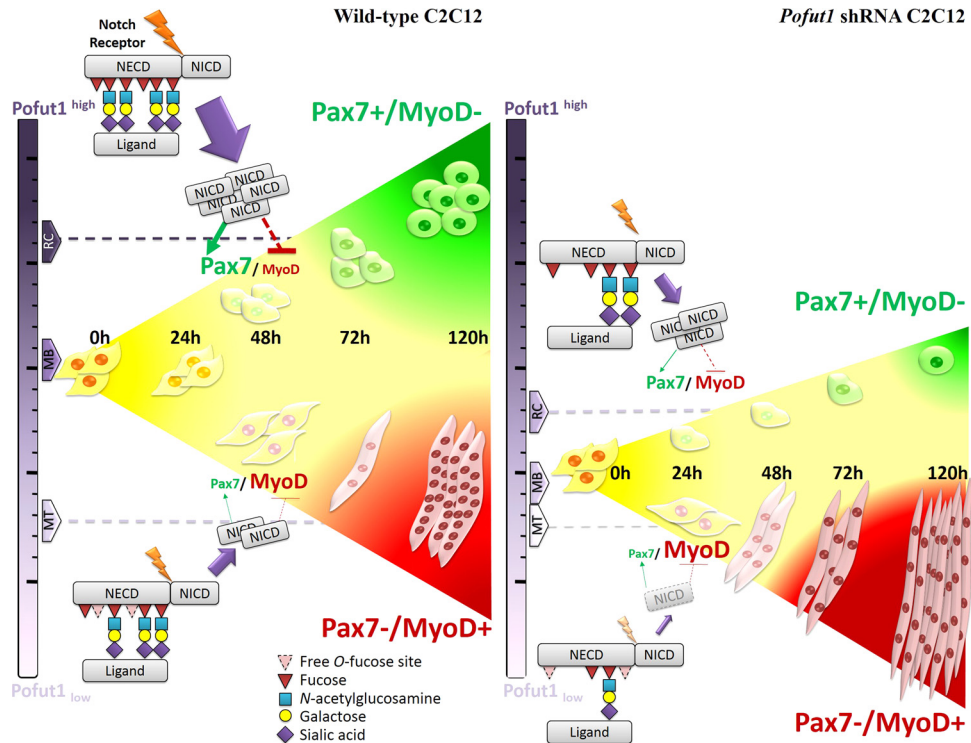 Wild-type C2C12
Notch
Receptor
NECD
NICD
Ligand
Pofut1 high
Pax7+/MoyD-
NICD
NICD
NICD
NICD
NICD
NICD
RC
Pax7/ MyoD
0h
24h
48h
72h
120h
MB
Pax7/ MyoD
NICD
NICD
MT
NECD
NICD
Ligand
Pax7-/MyoD+
Pofut1 low
Free O-fucose site
Fucose
N-acetylglucosamine
Galactose
Sialic acid
Pofut1 shRNA C2C12
Pofut1 high
NECD
NICD
Ligand
NICD
NICD
NICD
Pax7+/MyoD-
Pax7/ MyoD
RC
0h
24h
48h
72h
120h
MB
MT
Pax7/ MyoD
NICD
NECD
NICD
Ligand
Pofut1 low
Pax7-/MyoD+